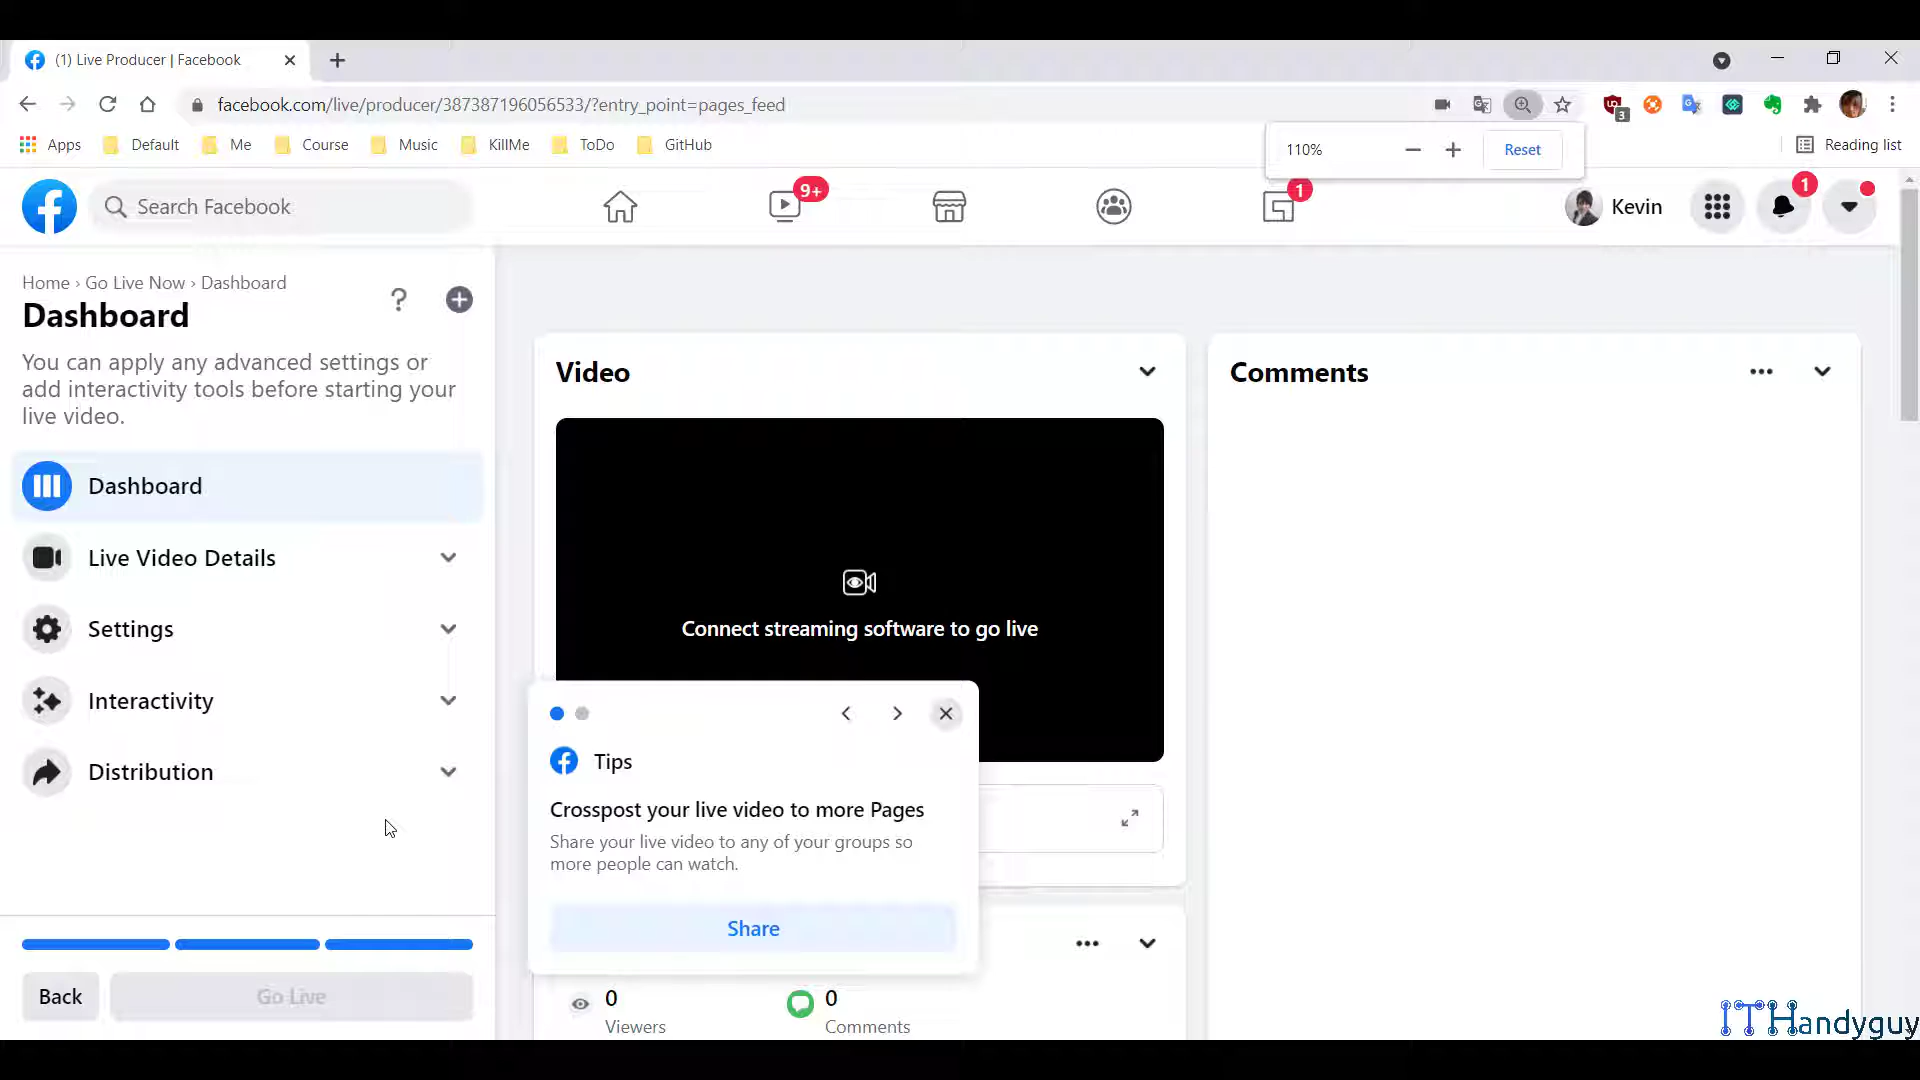 (1) Live Producer | Facebook
facebook.com/live/producer/387387196056533/?entry_point=pages_feed
3
Apps
Default
Me
Course
Music
KillMe
ToDo
GitHub
110%
Reset
Reading list
Search Facebook
9+
1
Kevin
1
Home › Go Live Now › Dashboard
Dashboard
You can apply any advanced settings or
add interactivity tools before starting your
live video.
Dashboard
Live Video Details
Settings
Interactivity
Distribution
Back
Go Live
Video
Connect streaming software to go live
Tips
Crosspost your live video to more Pages
Share your live video to any of your groups so
more people can watch.
Share
0
Viewers
0
Comments
Comments
ITHandyguy